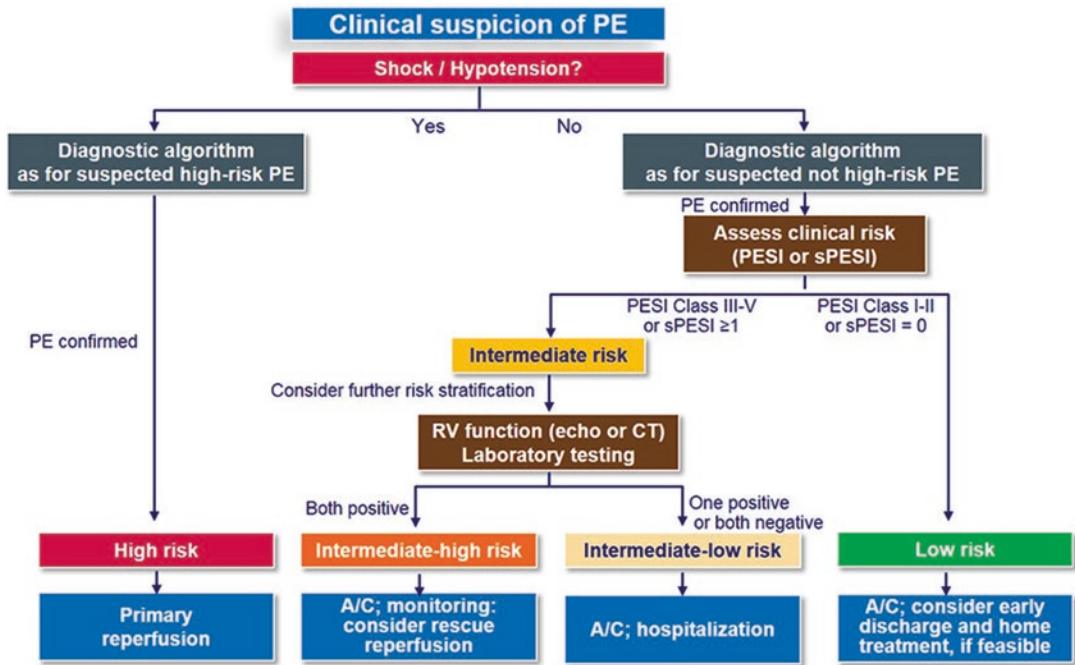 Clinical suspicion of PE
Shock / Hypotension?
Yes
No
Diagnostic algorithm
as for suspected high-risk PE
Diagnostic algorithm
as for suspected not high-risk PE
PE confirmed
Assess clinical risk
(PESI or sPESI)
PESI Class III-V
or sPESI ≥1
PESI Class I-II
or sPESI = 0
PE confirmed
Intermediate risk
Consider further risk stratification
RV function (echo or CT)
Laboratory testing
Both positive
One positive
or both negative
High risk
Intermediate-high risk
Intermediate-low risk
Low risk
Primary
reperfusion
A/C; monitoring:
consider rescue
reperfusion
A/C; hospitalization
A/C; consider early
discharge and home
treatment, if feasible